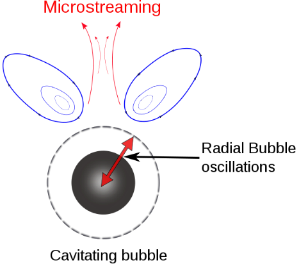 Microstreaming
Radial Bubble
oscillations
Cavitating bubble